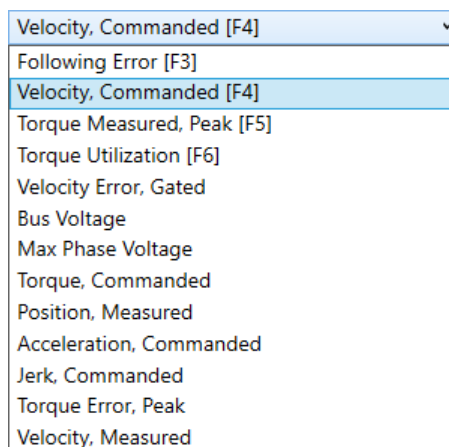 Velocity, Commanded [F4]
Following Error [F3]
Velocity, Commanded [F4]
Torque Measured, Peak [F5]
Torque Utilization [F6]
Velocity Error, Gated
Bus Voltage
Max Phase Voltage
Torque, Commanded
Position, Measured
Acceleration, Commanded
Jerk, Commanded
Torque Error, Peak
Velocity, Measured